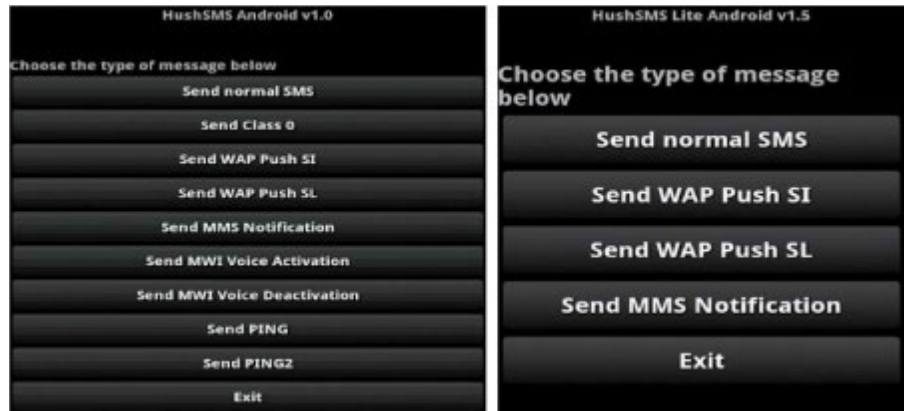 HushSMS Android v1.0
Choose the type of message below
Send normal SMS
Send Class 0
Send WAP Push SI
Send WAP Push SL
Send MMS Notification
Send MWI Voice Activation
Send MWI Voice Deactivation
Send PING
Send PING2
Exit
HushSMS Lite Android v1.5
Choose the type of message
below
Send normal SMS
Send WAP Push SI
Send WAP Push SL
Send MMS Notification
Exit